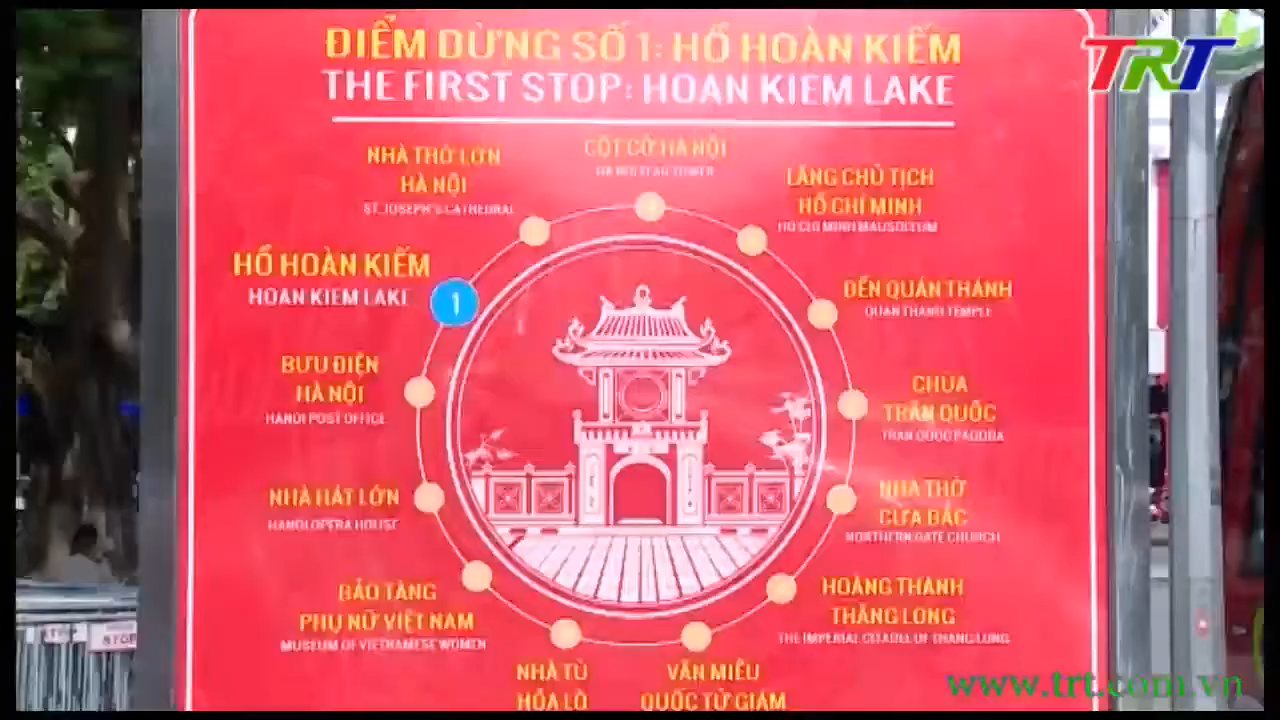 ĐIỂM DỪNG SỐ 1: HỒ HOÀN KIẾM
THE FIRST STOP: HOAN KIEM LAKE
TRT
NHÀ THỜ LỚN
HÀ NỘI
ST. JOSEPH'S CATHEDRAL
CỘT CỜ HÀ NỘI
HA NOI FLAG TOWER
LĂNG CHỦ TỊCH
HỒ CHÍ MINH
HO CHI MINH MAUSOLEUM
HỒ HOÀN KIẾM
HOAN KIEM LAKE
1
ĐỀN QUÁN THÁNH
QUAN THANH TEMPLE
BƯU ĐIỆN
HÀ NỘI
HANOI POST OFFICE
CHÙA
TRẤN QUỐC
TRAN QUOC PAGODA
NHÀ HÁT LỚN
HANOI OPERA HOUSE
NHÀ THỜ
CỬA BẮC
NORTHERN GATE CHURCH
BẢO TÀNG
PHỤ NỮ VIỆT NAM
MUSEUM OF VIETNAMESE WOMEN
HOÀNG THÀNH
THĂNG LONG
THE IMPERIAL CITADEL OF THANG LONG
NHÀ TÙ
HỎA LÒ
VĂN MIẾU
QUỐC TỬ GIÁM
STOP
www.trt.com.vn